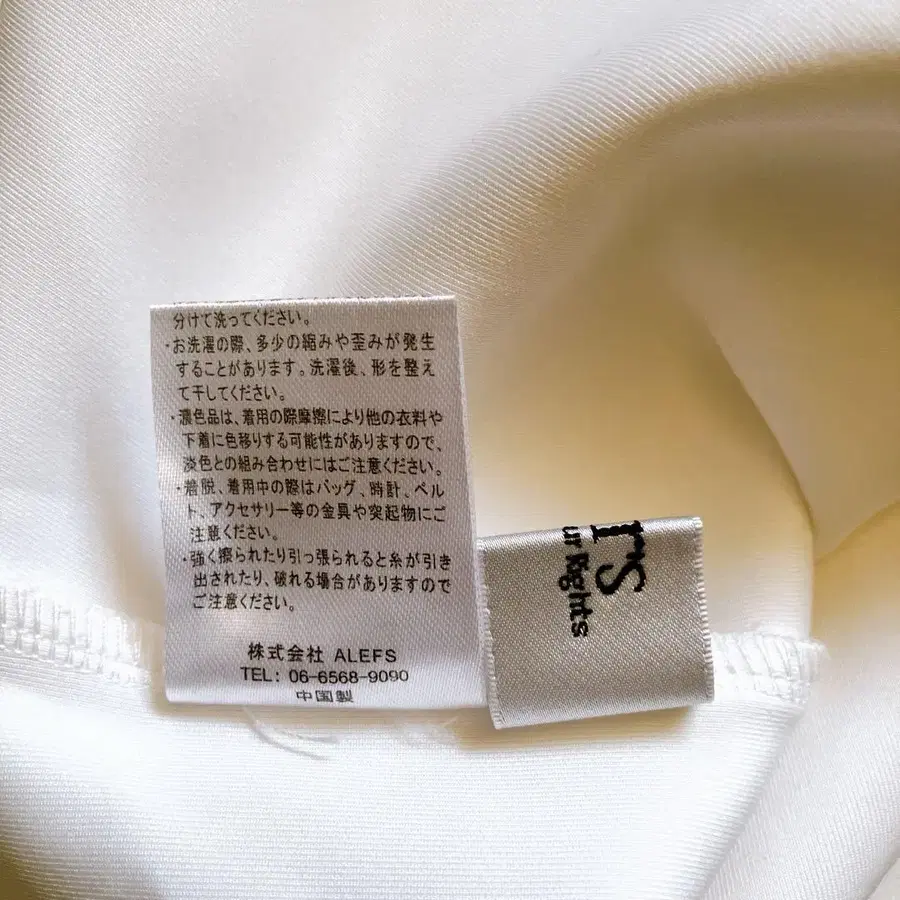 分けて洗ってください。
・お洗濯の際、多少の縮みや歪みが発生
することがあります。洗濯後、形を整え
て干してください。
・濃色品は、着用の際摩擦により他の衣料や
下着に色移りする可能性がありますので、
淡色との組み合わせにはご注意ください。
・着脱、着用中の際はバッグ、時計、ベル
ト、アクセサリー等の金具や突起物にご
注意ください。
・強く擦られたり引っ張られると糸が引き
出されたり、破れる場合がありますので
ご注意ください。
株式会社 ALEFS
TEL: 06-6568-9090
中国製
rs
ur Rights